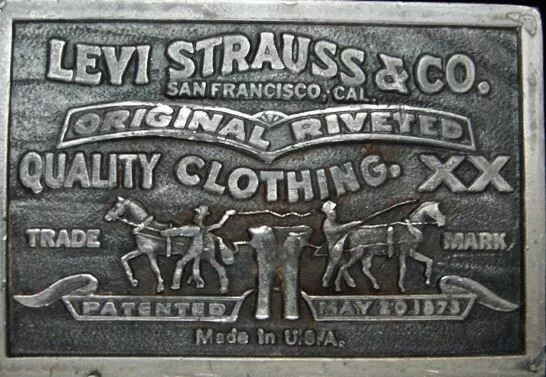 LEVI STRAUSS & CO.
SAN FRANCISCO, CAL.
ORIGINAL RIVETED
QUALITY CLOTHING. XX
TRADE MARK
PATENTED MAY 20 1873
Made in U.S.A.